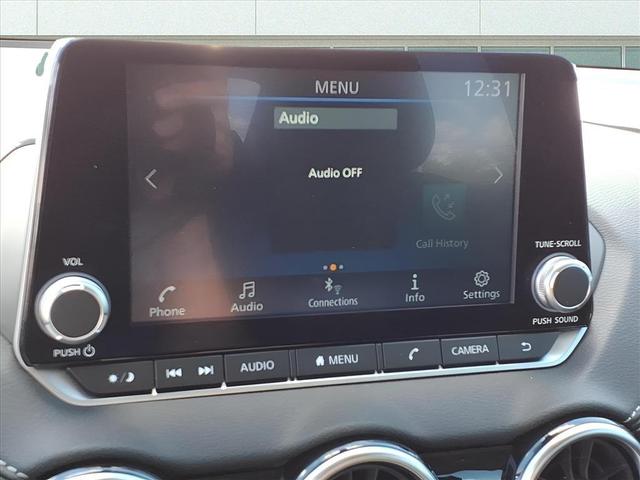 MENU 12:31
Audio
Audio OFF
Call History
Phone Audio Connections Info Settings
VOL
PUSH
TUNE·SCROLL
PUSH SOUND
AUDIO MENU CAMERA